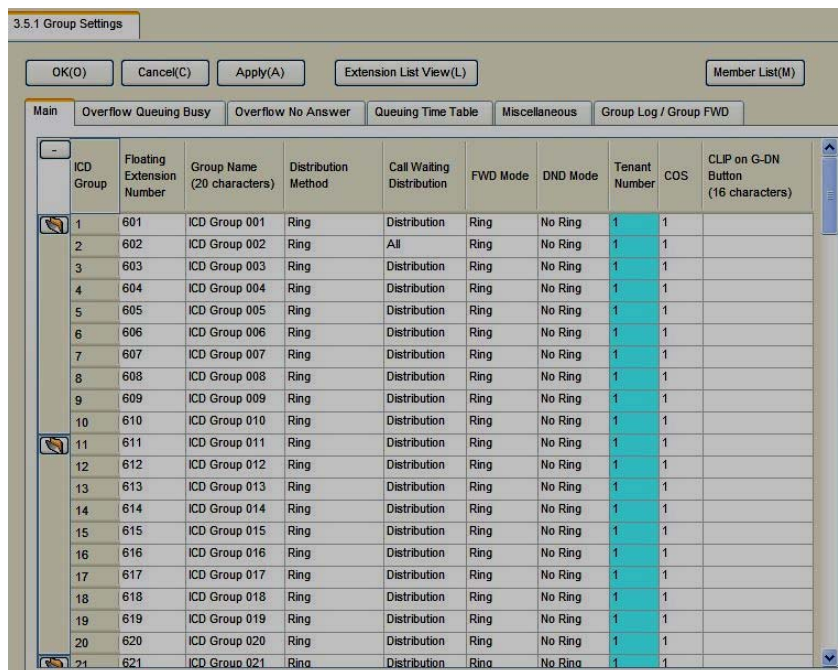 3.5.1 Group Settings
OK(O) Cancel(C) Apply(A) Extension List View(L) Member List(M)
Main Overflow Queuing Busy Overflow No Answer Queuing Time Table Miscellaneous Group Log / Group FWD
- ICD Group Floating Extension Number Group Name (20 characters) Distribution Method Call Waiting Distribution FWD Mode DND Mode Tenant Number COS CLIP on G-DN Button (16 characters)
1 601 ICD Group 001 Ring Distribution Ring No Ring 1 1
2 602 ICD Group 002 Ring All Ring No Ring 1 1
3 603 ICD Group 003 Ring Distribution Ring No Ring 1 1
4 604 ICD Group 004 Ring Distribution Ring No Ring 1 1
5 605 ICD Group 005 Ring Distribution Ring No Ring 1 1
6 606 ICD Group 006 Ring Distribution Ring No Ring 1 1
7 607 ICD Group 007 Ring Distribution Ring No Ring 1 1
8 608 ICD Group 008 Ring Distribution Ring No Ring 1 1
9 609 ICD Group 009 Ring Distribution Ring No Ring 1 1
10 610 ICD Group 010 Ring Distribution Ring No Ring 1 1
11 611 ICD Group 011 Ring Distribution Ring No Ring 1 1
12 612 ICD Group 012 Ring Distribution Ring No Ring 1 1
13 613 ICD Group 013 Ring Distribution Ring No Ring 1 1
14 614 ICD Group 014 Ring Distribution Ring No Ring 1 1
15 615 ICD Group 015 Ring Distribution Ring No Ring 1 1
16 616 ICD Group 016 Ring Distribution Ring No Ring 1 1
17 617 ICD Group 017 Ring Distribution Ring No Ring 1 1
18 618 ICD Group 018 Ring Distribution Ring No Ring 1 1
19 619 ICD Group 019 Ring Distribution Ring No Ring 1 1
20 620 ICD Group 020 Ring Distribution Ring No Ring 1 1
21 621 ICD Group 021 Ring Distribution Ring No Ring 1 1